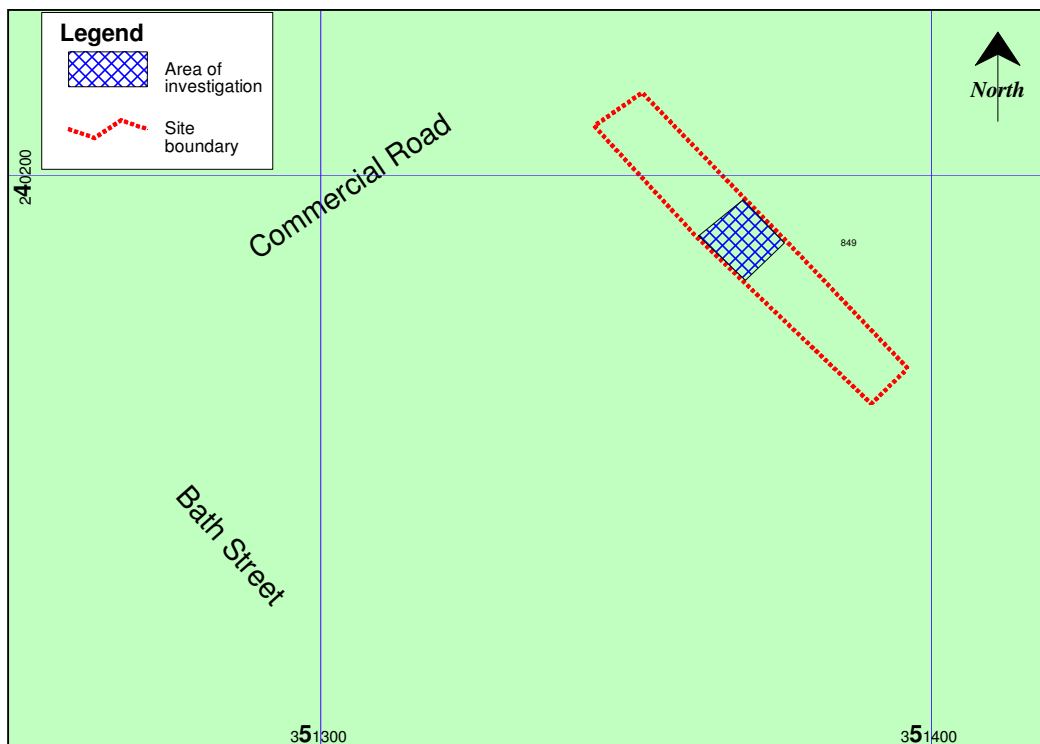 Legend
Area of
investigation
Site
boundary
North
Commercial Road
240200
849
Bath Street
351300
351400